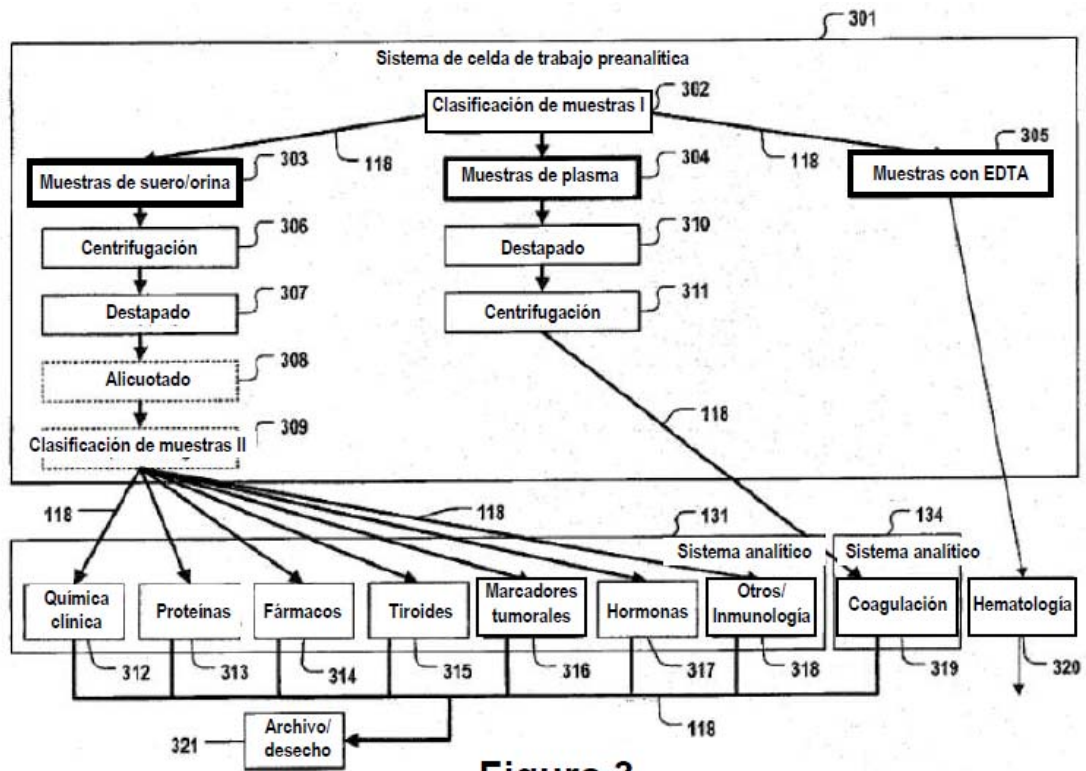 301
Sistema de celda de trabajo preanalítica
302
Clasificación de muestras I
118
118
303
304
305
Muestras de suero/orina
Muestras de plasma
Muestras con EDTA
306
310
Centrifugación
Destapado
307
311
Destapado
Centrifugación
308
Alicuotado
118
309
Clasificación de muestras II
118
118
131
134
Sistema analítico
Sistema analítico
Química clínica
Proteínas
Fármacos
Tiroides
Marcadores tumorales
Hormonas
Otros/ Inmunología
Coagulación
Hematología
312
313
314
315
316
317
318
319
320
118
321
Archivo/ desecho
Figura 3